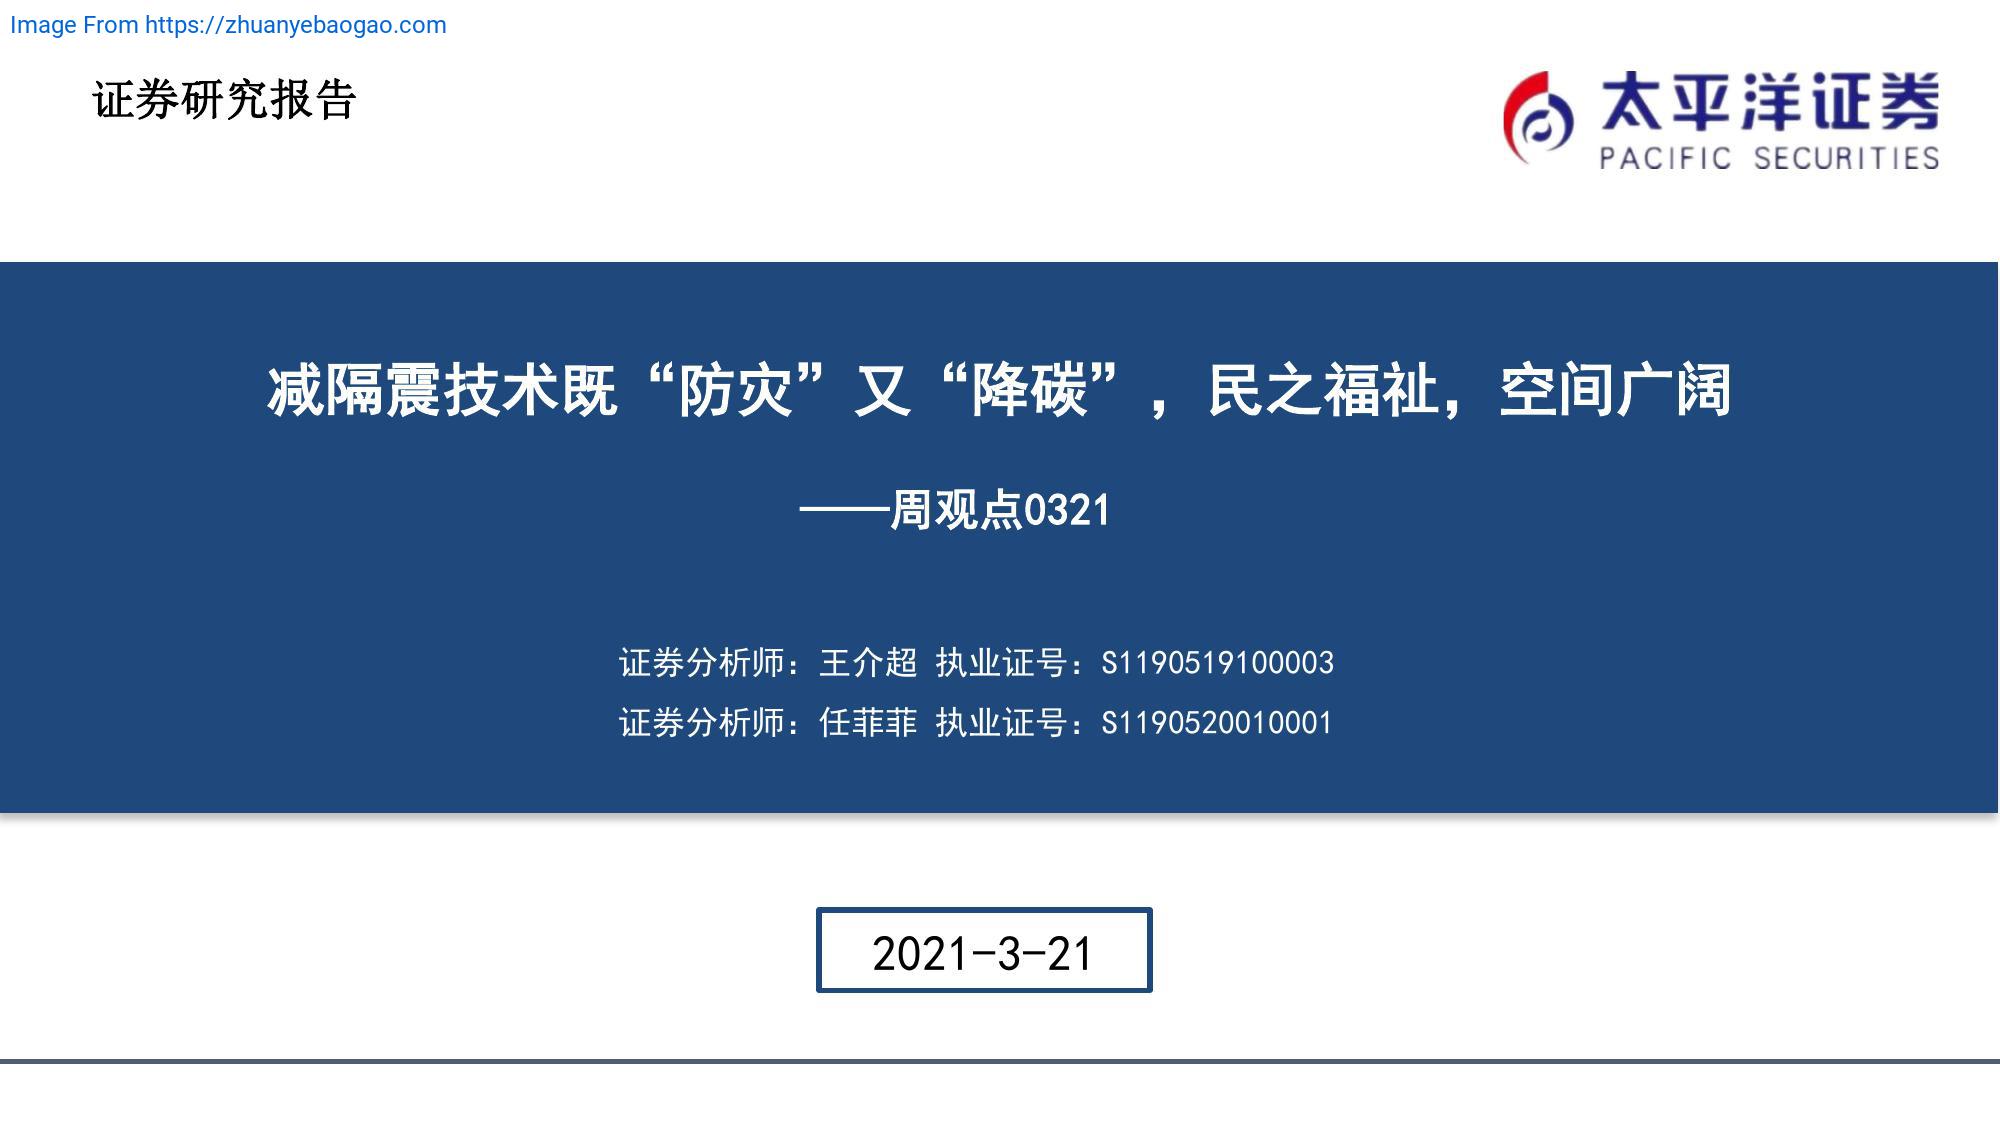 Image From https://zhuanyebaogao.com
证券研究报告
太平洋证券
PACIFIC SECURITIES
减隔震技术既“防灾”又“降碳”，民之福祉，空间广阔
——周观点0321
证券分析师：王介超 执业证号：S1190519100003
证券分析师：任菲菲 执业证号：S1190520010001
2021-3-21